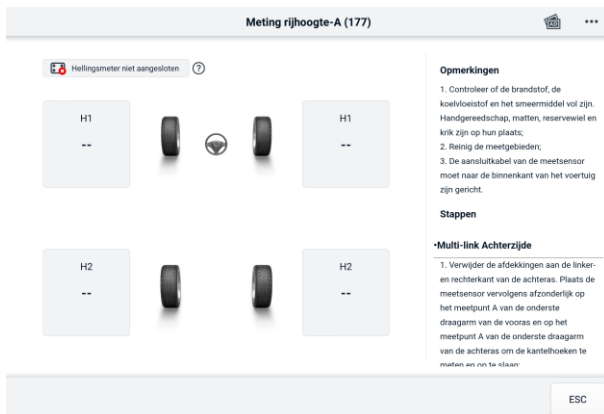 Meting rijhoogte-A (177)
Hellingsmeter niet aangesloten ?
H1
--
H1
--
H2
--
H2
--
Opmerkingen
1. Controleer of de brandstof, de
koelvloeistof en het smeermiddel vol zijn.
Handgereedschap, matten, reservewiel en
krik zijn op hun plaats;
2. Reinig de meetgebieden;
3. De aansluitkabel van de meetsensor
moet naar de binnenkant van het voertuig
zijn gericht.
Stappen
•Multi-link Achterzijde
1. Verwijder de afdekkingen aan de linker-
en rechterkant van de achteras. Plaats de
meetsensor vervolgens afzonderlijk op
het meetpunt A van de onderste
draagarm van de vooras en op het
meetpunt A van de onderste draagarm
van de achteras om de kantelhoeken te
meten en op te slaan;
ESC